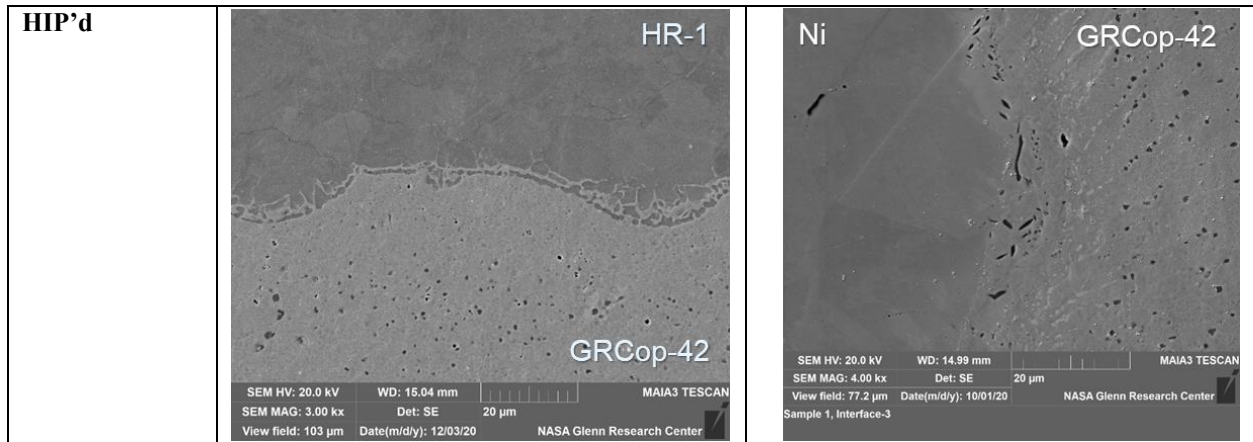 HIP’d
HR-1
GRCop-42
SEM HV: 20.0 kV WD: 15.04 mm MAIA3 TESCAN
SEM MAG: 3.00 kx Det: SE 20 µm
View field: 103 µm Date(m/d/y): 12/03/20 NASA Glenn Research Center
Ni GRCop-42
SEM HV: 20.0 kV WD: 14.99 mm MAIA3 TESCAN
SEM MAG: 4.00 kx Det: SE 20 µm
View field: 77.2 µm Date(m/d/y): 10/01/20 NASA Glenn Research Center
Sample 1, Interface-3